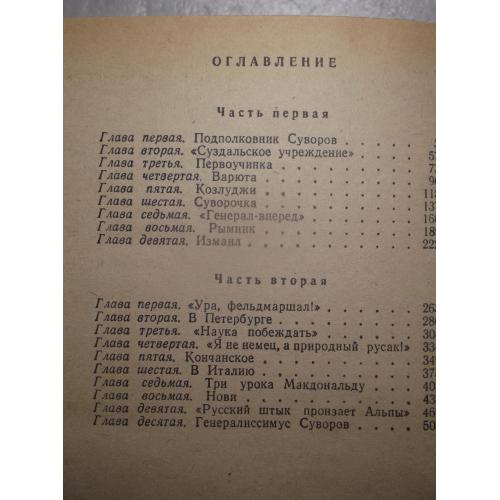 ОГЛАВЛЕНИЕ
Часть первая
Глава первая. Подполковник Суворов
Глава вторая. «Суздальское учреждение»
Глава третья. Первоучинка
Глава четвертая. Варюта
Глава пятая. Козлуджи
Глава шестая. Суворочка
Глава седьмая. «Генерал-вперед»
Глава восьмая. Рымник
Глава девятая. Измаил
Часть вторая
Глава первая. «Ура, фельдмаршал!»
Глава вторая. В Петербурге
Глава третья. «Наука побеждать»
Глава четвертая. «Я не немец, а природный русак!»
Глава пятая. Кончанское
Глава шестая. В Италию
Глава седьмая. Три урока Макдональду
Глава восьмая. Нови
Глава девятая. «Русский штык пронзает Альпы»
Глава десятая. Генералиссимус Суворов